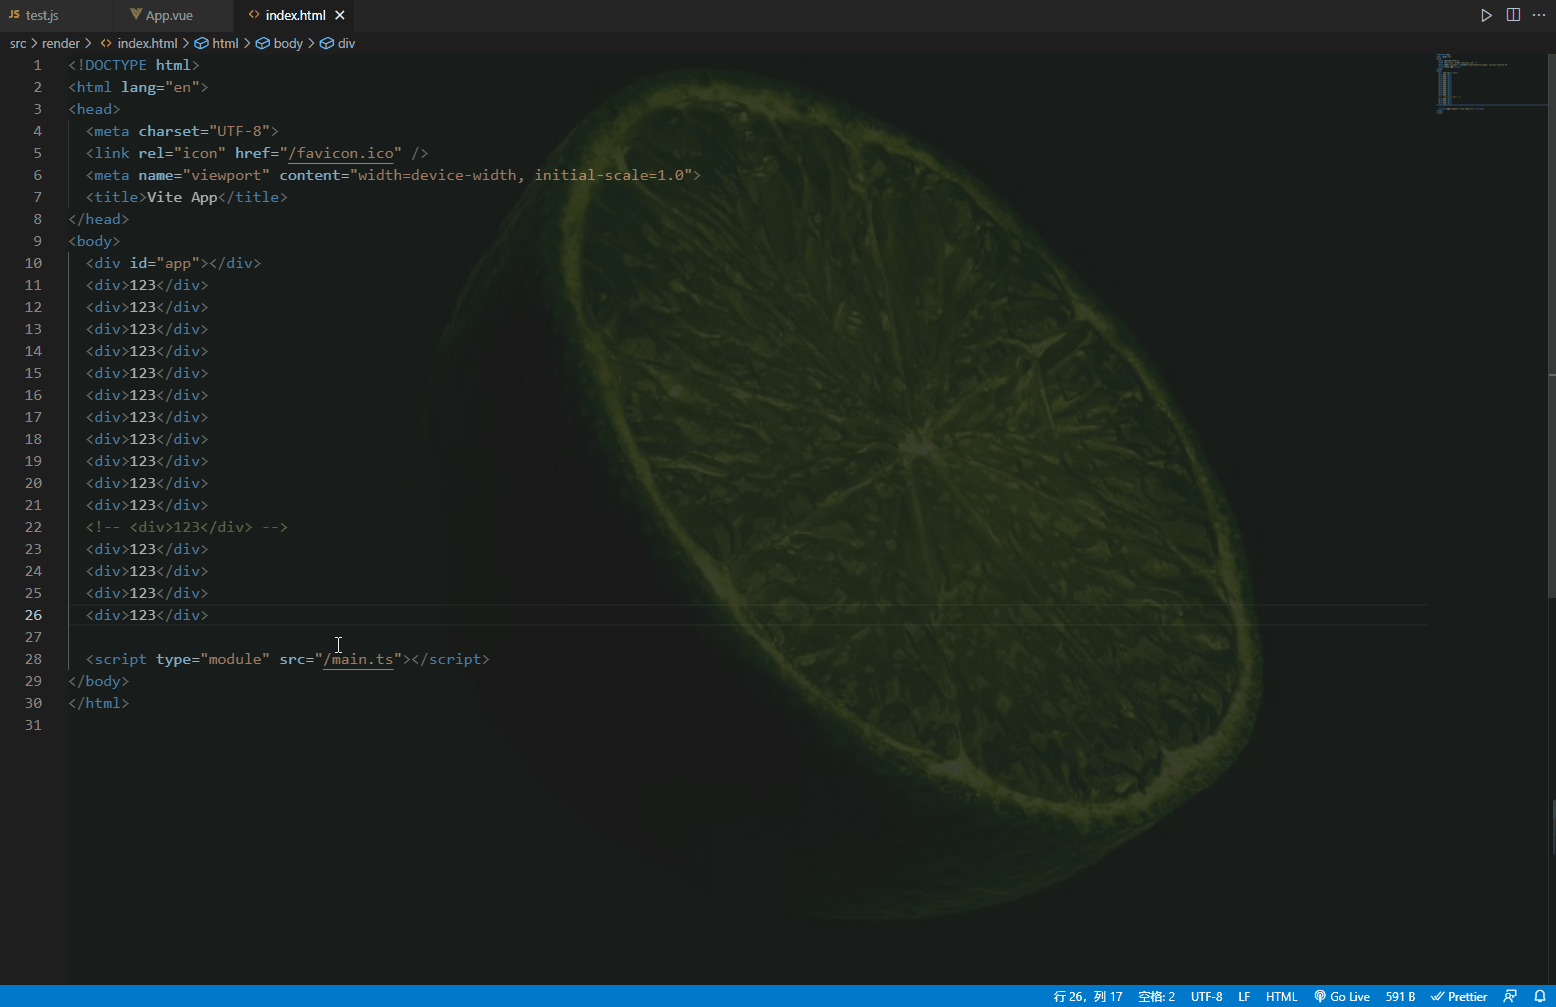 JS test.js App.vue <> index.html
src > render > <> index.html > html > body > div
1 <!DOCTYPE html>
2 <html lang="en">
3 <head>
4 <meta charset="UTF-8">
5 <link rel="icon" href="/favicon.ico" />
6 <meta name="viewport" content="width=device-width, initial-scale=1.0">
7 <title>Vite App</title>
8 </head>
9 <body>
10 <div id="app"></div>
11 <div>123</div>
12 <div>123</div>
13 <div>123</div>
14 <div>123</div>
15 <div>123</div>
16 <div>123</div>
17 <div>123</div>
18 <div>123</div>
19 <div>123</div>
20 <div>123</div>
21 <div>123</div>
22 <!-- <div>123</div> -->
23 <div>123</div>
24 <div>123</div>
25 <div>123</div>
26 <div>123</div>
27
28 <script type="module" src="/main.ts"></script>
29 </body>
30 </html>
31
行 26，列 17 空格: 2 UTF-8 LF HTML Go Live 591 B Prettier